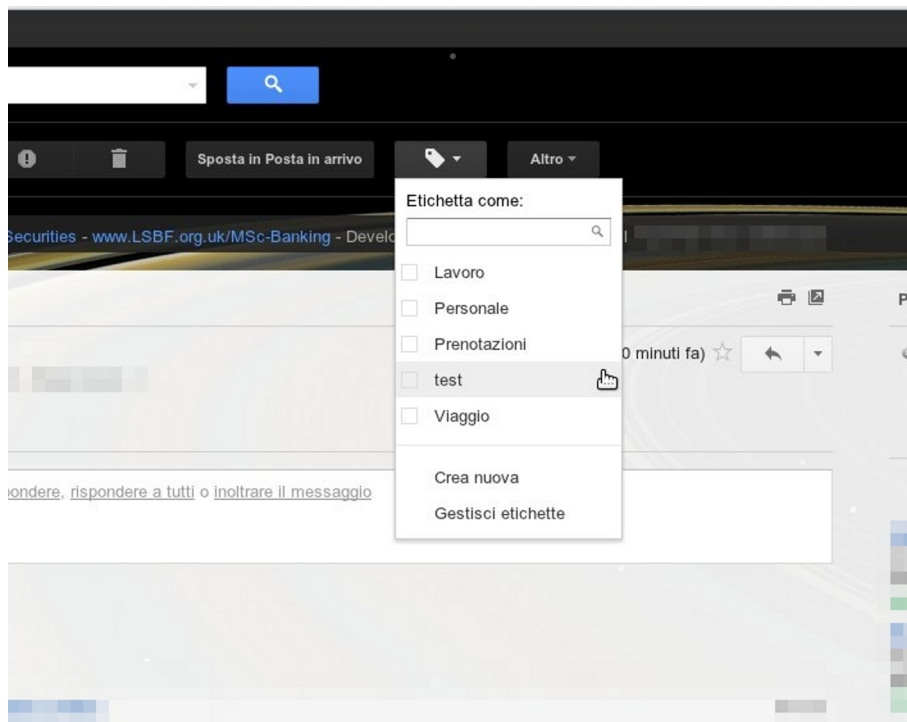 Sposta in Posta in arrivo
Altro
Etichetta come:
Securities - www.LSBF.org.uk/MSc-Banking - Develo
Lavoro
Personale
Prenotazioni
0 minuti fa)
test
Viaggio
Crea nuova
pondere, rispondere a tutti o inoltrare il messaggio
Gestisci etichette